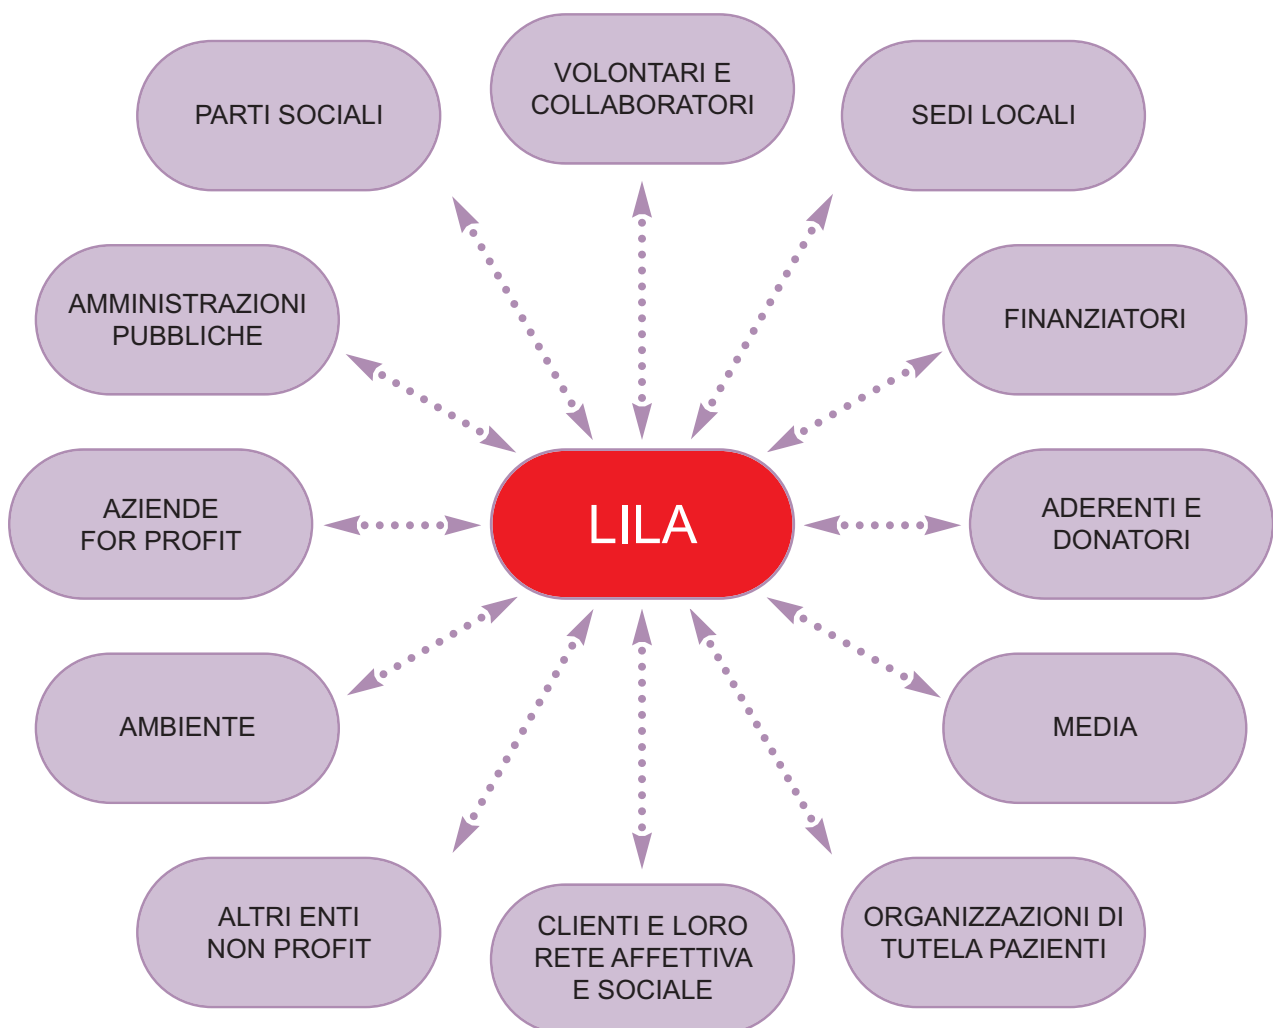 VOLONTARI E
COLLABORATORI
PARTI SOCIALI
SEDI LOCALI
AMMINISTRAZIONI
PUBBLICHE
FINANZIATORI
AZIENDE
FOR PROFIT
LILA
ADERENTI E
DONATORI
AMBIENTE
MEDIA
ALTRI ENTI
NON PROFIT
CLIENTI E LORO
RETE AFFETTIVA
E SOCIALE
ORGANIZZAZIONI DI
TUTELA PAZIENTI